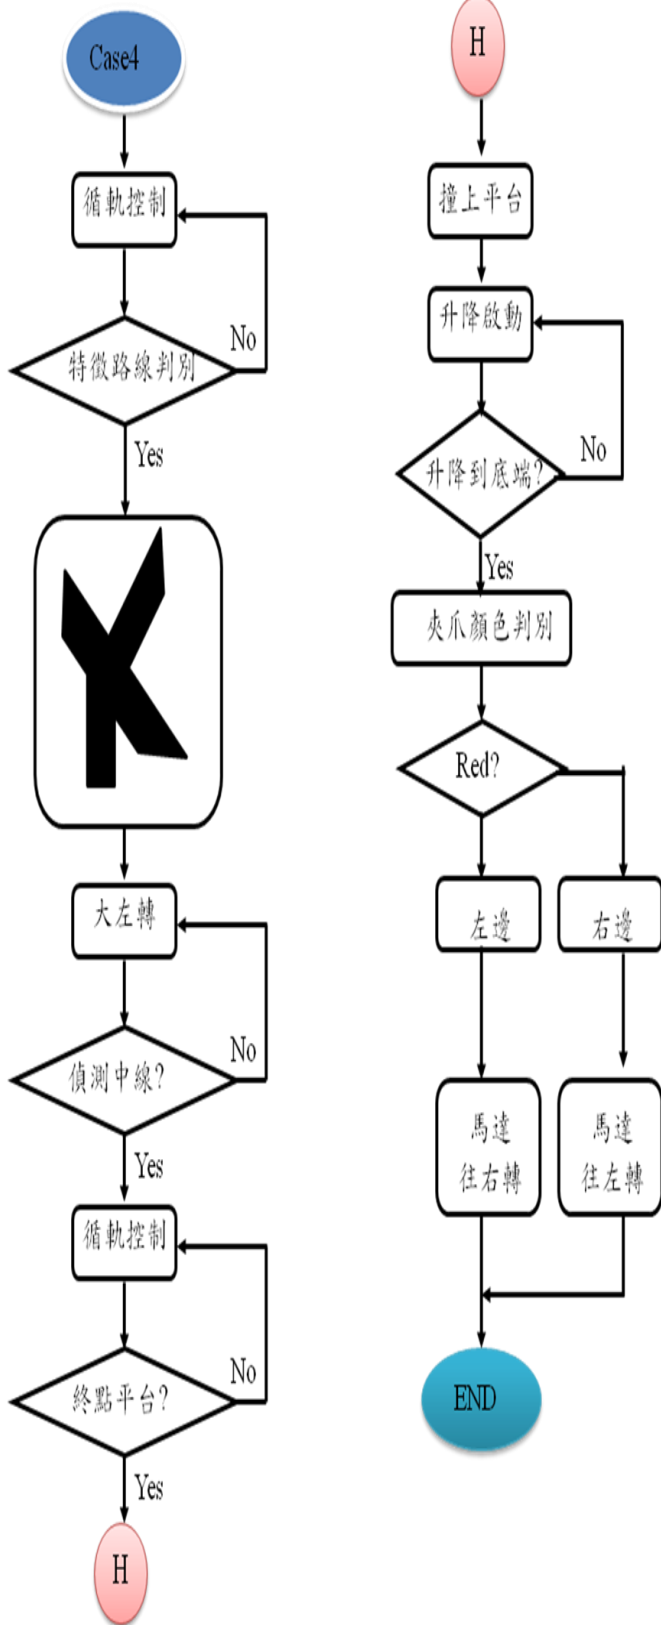 Case4
循軌控制
特徵路線判別
No
Yes
大左轉
偵測中線?
No
Yes
循軌控制
終點平台?
No
Yes
H
H
撞上平台
升降啟動
升降到底端?
No
Yes
夾爪顏色判別
Red?
左邊
右邊
馬達
往右轉
馬達
往左轉
END